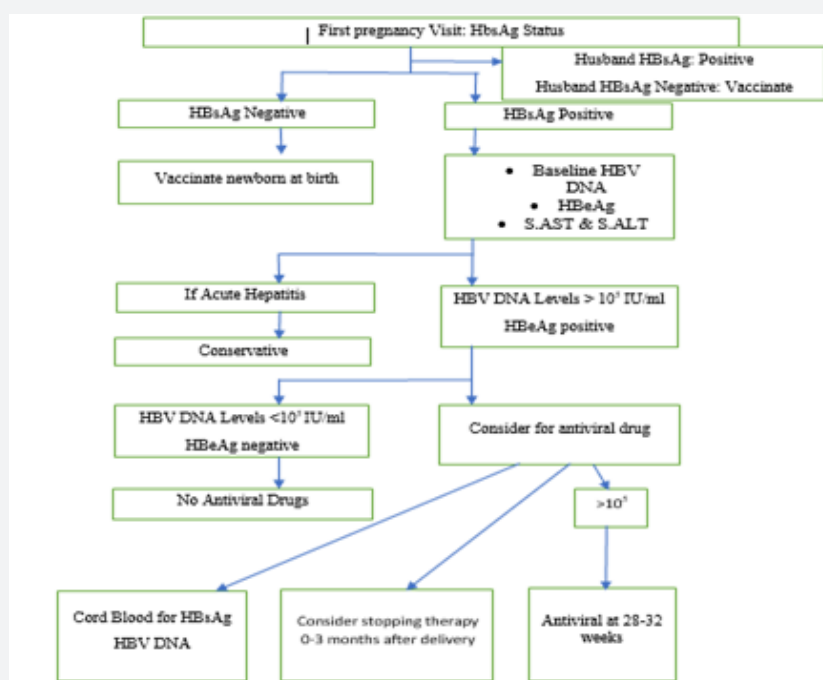 First pregnancy Visit: HbsAg Status
Husband HBsAg: Positive
Husband HBsAg Negative: Vaccinate
HBsAg Negative
HBsAg Positive
Vaccinate newborn at birth
• Baseline HBV
DNA
• HBeAg
• S.AST & S.ALT
If Acute Hepatitis
HBV DNA Levels > 10⁵ IU/ml
HBeAg positive
Conservative
HBV DNA Levels <10⁵ IU/ml
HBeAg negative
Consider for antiviral drug
No Antiviral Drugs
>10⁵
Cord Blood for HBsAg
HBV DNA
Consider stopping therapy
0-3 months after delivery
Antiviral at 28-32
weeks